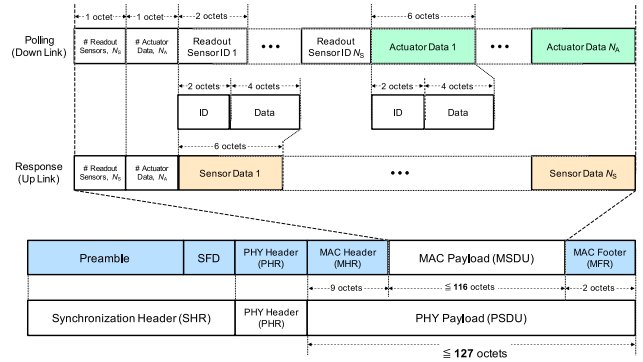 1 octet
1 octet
2 octets
6 octets
Polling
(Down Link)
# Readout
Sensors, NS
# Actuator
Data, NA
Readout
Sensor ID 1
•••
Readout
Sensor ID NS
Actuator Data 1
•••
Actuator Data NA
2 octets
4 octets
2 octets
4 octets
ID
Data
ID
Data
6 octets
Response
(Up Link)
# Readout
Sensors, NS
# Actuator
Data, NA
Sensor Data 1
•••
Sensor Data NS
Preamble
SFD
PHY Header
(PHR)
MAC Header
(MHR)
MAC Payload (MSDU)
MAC Footer
(MFR)
9 octets
≦ 116 octets
2 octets
Synchronization Header (SHR)
PHY Header
(PHR)
PHY Payload (PSDU)
≦ 127 octets